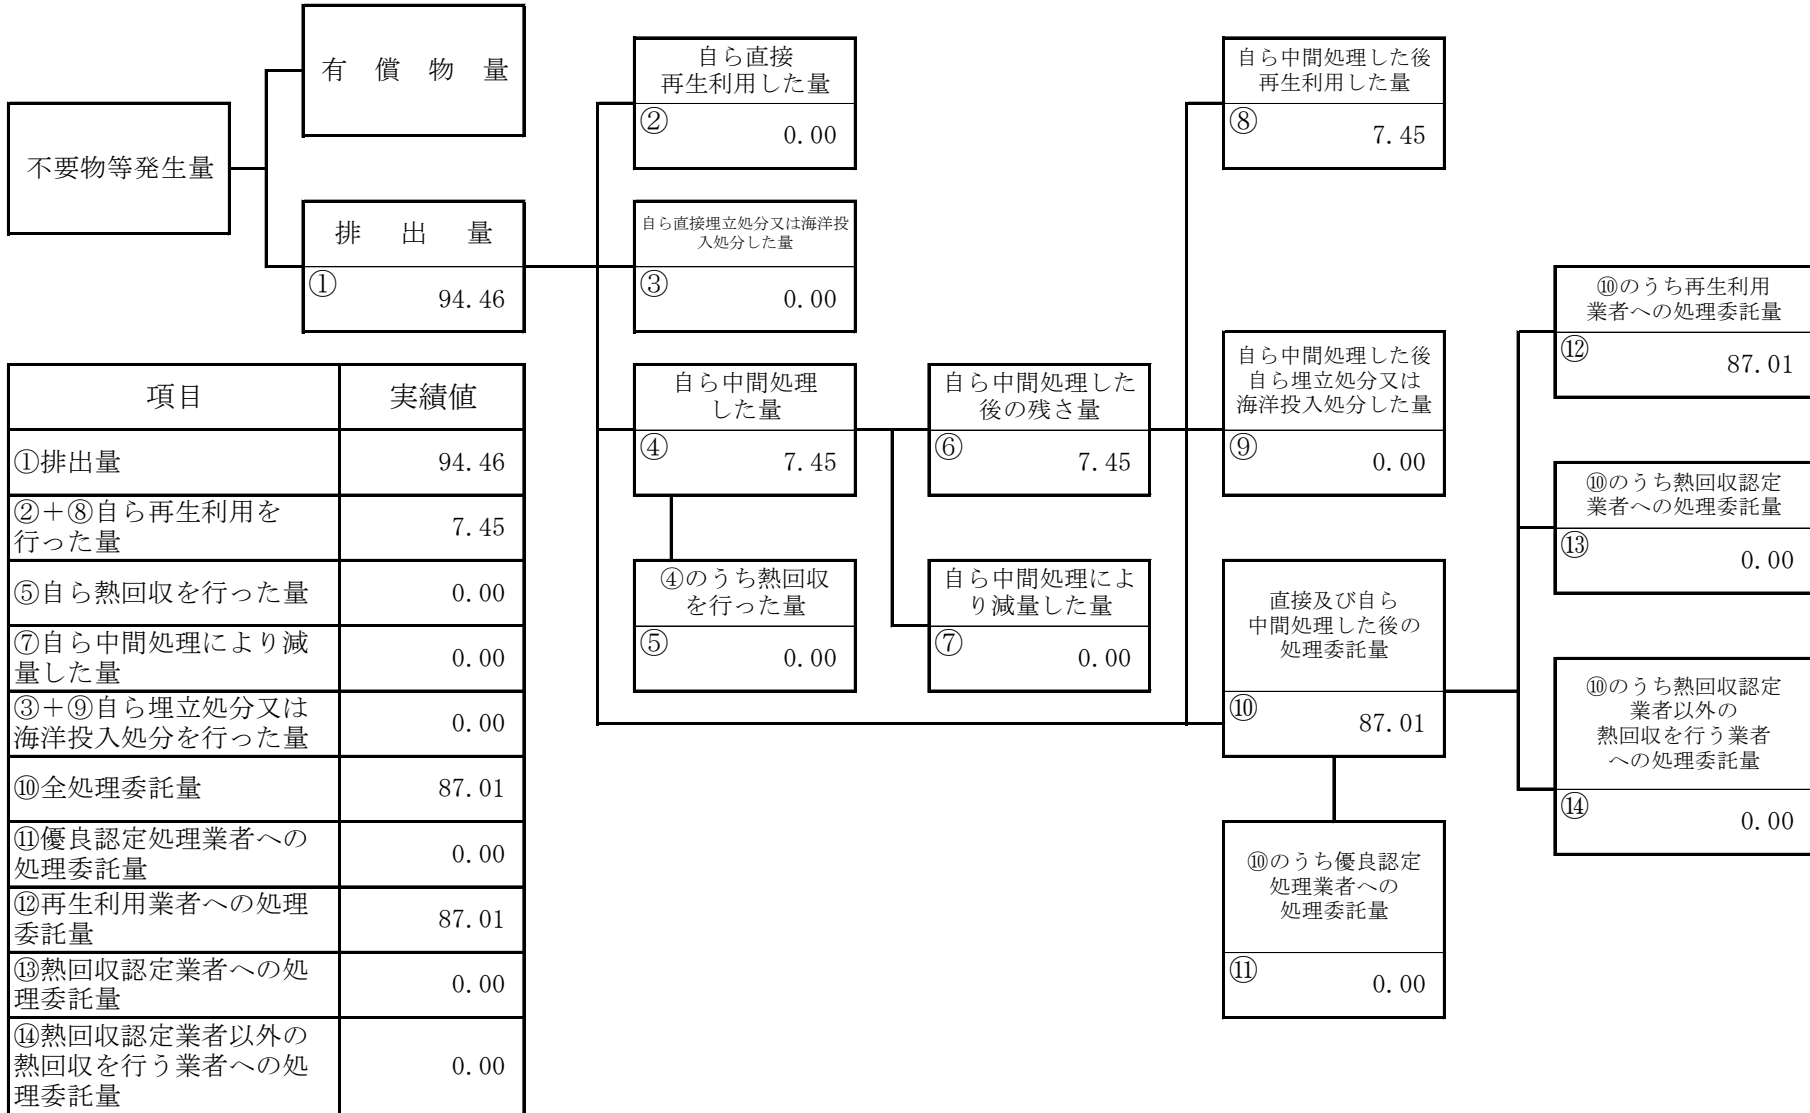 有償物量
不要物等発生量
排出量
①
94.46
自ら直接
再生利用した量
②
0.00
自ら直接埋立処分又は海洋投
入処分した量
③
0.00
自ら中間処理
した量
④
7.45
④のうち熱回収
を行った量
⑤
0.00
自ら中間処理した
後の残さ量
⑥
7.45
自ら中間処理によ
り減量した量
⑦
0.00
自ら中間処理した後
再生利用した量
⑧
7.45
自ら中間処理した後
自ら埋立処分又は
海洋投入処分した量
⑨
0.00
直接及び自ら
中間処理した後の
処理委託量
⑩
87.01
⑩のうち優良認定
処理業者への
処理委託量
⑪
0.00
⑩のうち再生利用
業者への処理委託量
⑫
87.01
⑩のうち熱回収認定
業者への処理委託量
⑬
0.00
⑩のうち熱回収認定
業者以外の
熱回収を行う業者
への処理委託量
⑭
0.00
項目 実績値
①排出量 94.46
②＋⑧自ら再生利用を
行った量 7.45
⑤自ら熱回収を行った量 0.00
⑦自ら中間処理により減
量した量 0.00
③＋⑨自ら埋立処分又は
海洋投入処分を行った量 0.00
⑩全処理委託量 87.01
⑪優良認定処理業者への
処理委託量 0.00
⑫再生利用業者への処理
委託量 87.01
⑬熱回収認定業者への処
理委託量 0.00
⑭熱回収認定業者以外の
熱回収を行う業者への処
理委託量 0.00